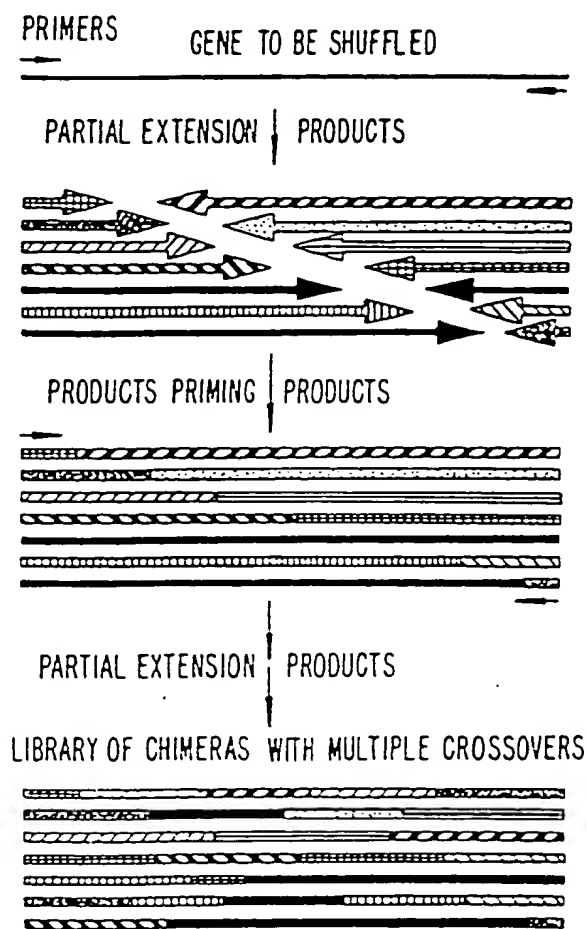 PRIMERS
GENE TO BE SHUFFLED
PARTIAL EXTENSION PRODUCTS
PRODUCTS PRIMING PRODUCTS
PARTIAL EXTENSION PRODUCTS
LIBRARY OF CHIMERAS WITH MULTIPLE CROSSOVERS